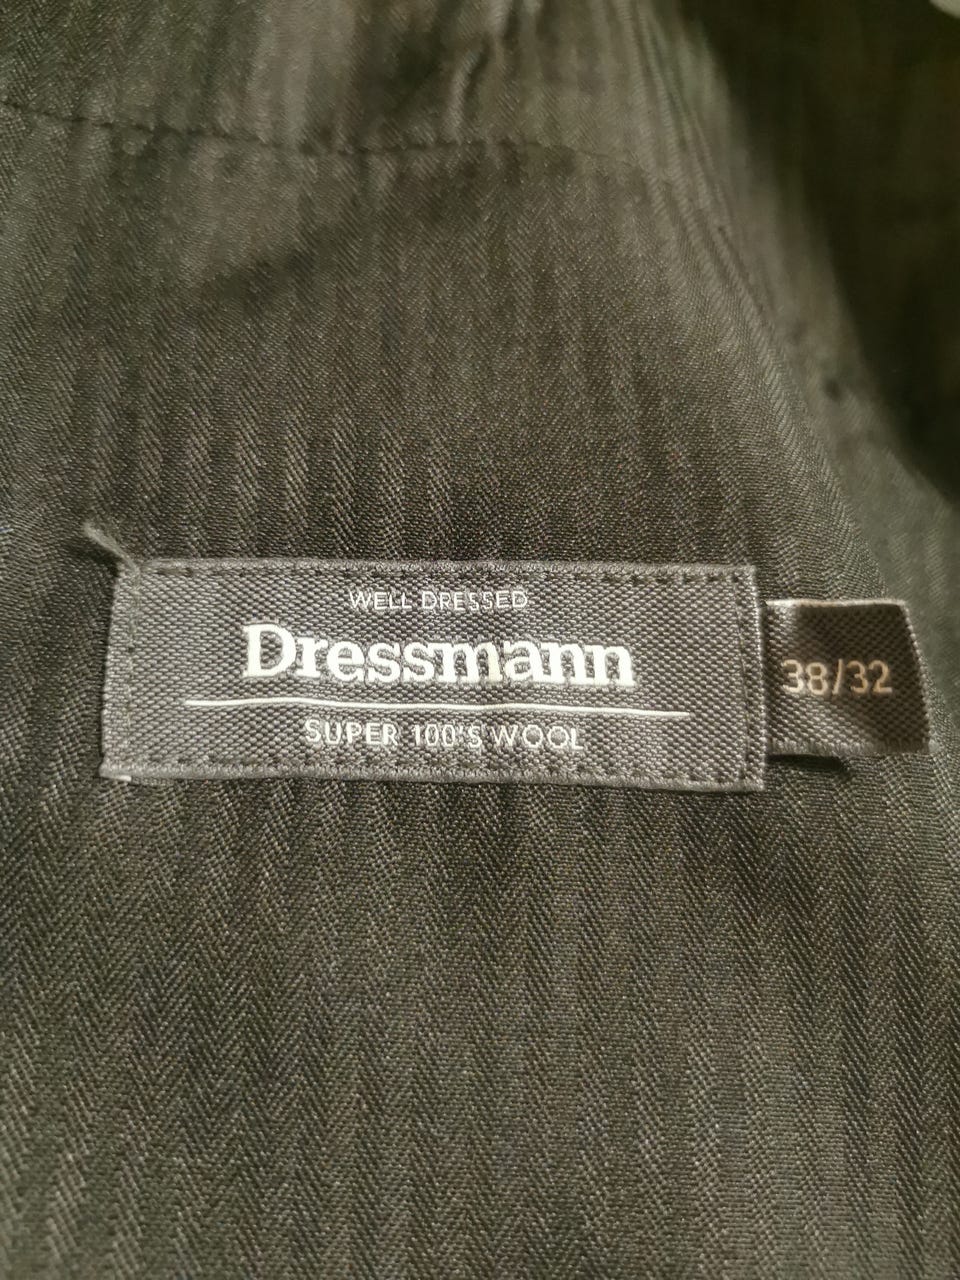 WELL DRESSED
Dressmann
SUPER 100'S WOOL
38/32